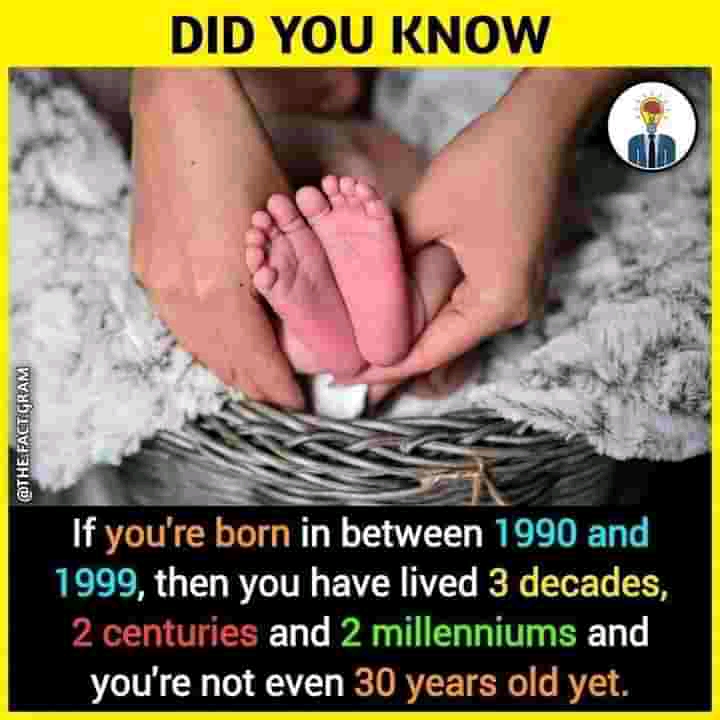 DID YOU KNOW
@THE.FACT.GRAM
If you're born in between 1990 and
1999, then you have lived 3 decades,
2 centuries and 2 millenniums and
you're not even 30 years old yet.